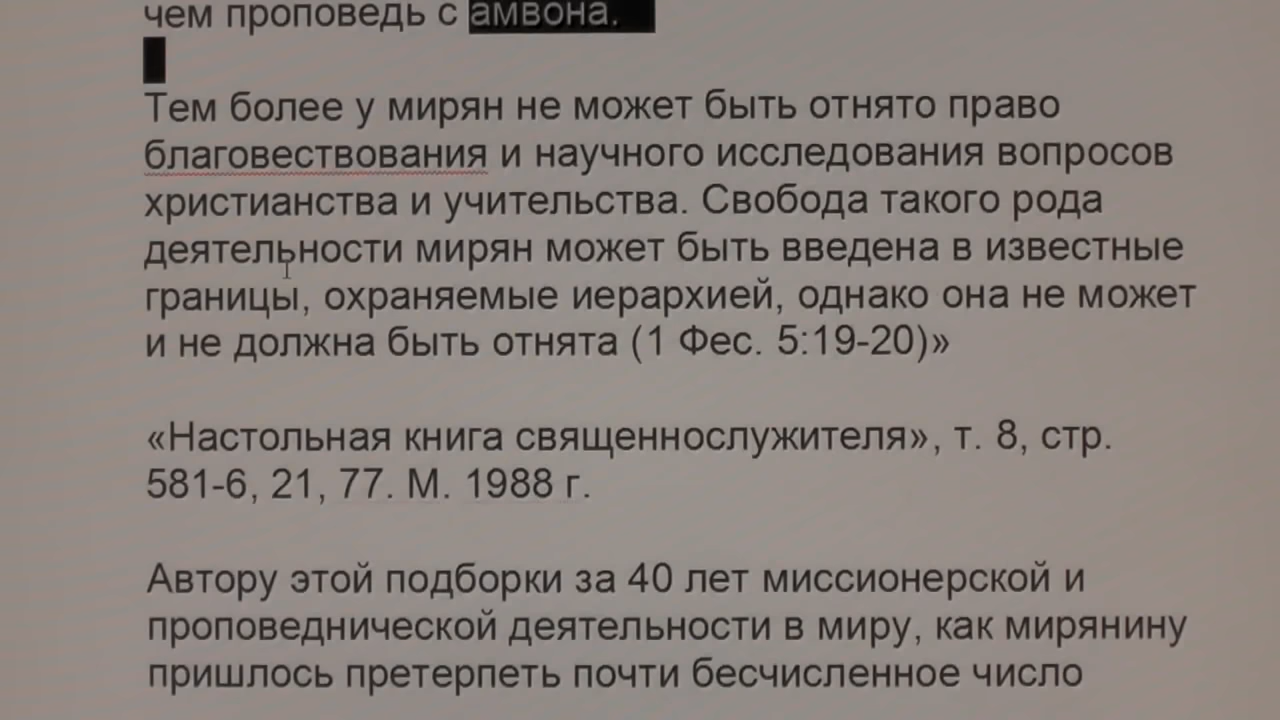 чем проповедь с амвона.
Тем более у мирян не может быть отнято право
благовествования и научного исследования вопросов
христианства и учительства. Свобода такого рода
деятельности мирян может быть введена в известные
границы, охраняемые иерархией, однако она не может
и не должна быть отнята (1 Фес. 5:19-20)»
«Настольная книга священнослужителя», т. 8, стр.
581-6, 21, 77. М. 1988 г.
Автору этой подборки за 40 лет миссионерской и
проповеднической деятельности в миру, как мирянину
пришлось претерпеть почти бесчисленное число